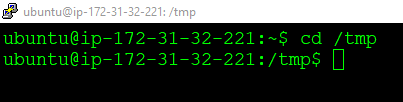 ubuntu@ip-172-31-32-221: /tmp
ubuntu@ip-172-31-32-221:~$ cd /tmp
ubuntu@ip-172-31-32-221:/tmp$